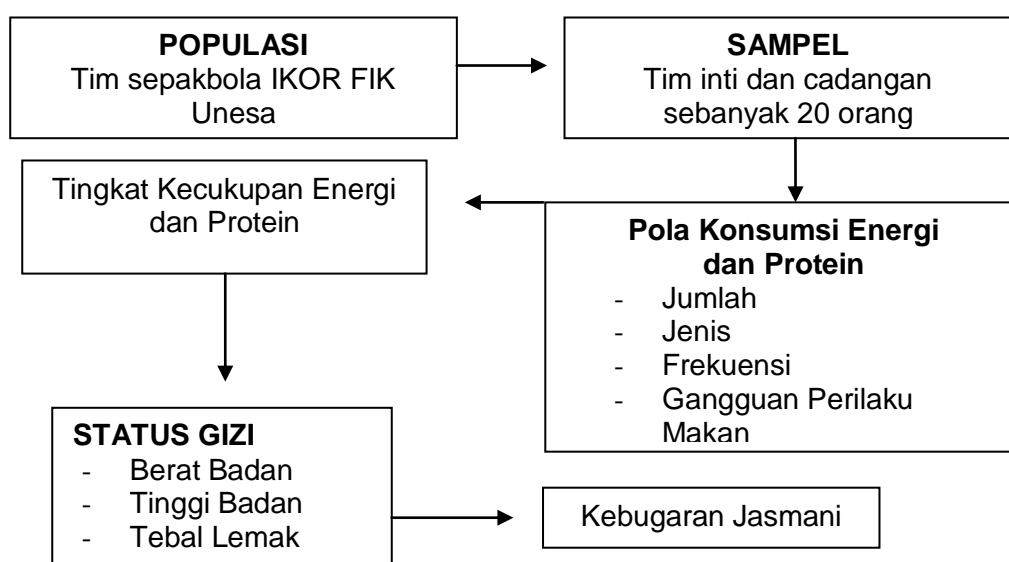 POPULASI
Tim sepakbola IKOR FIK
Unesa
SAMPEL
Tim inti dan cadangan
sebanyak 20 orang
Tingkat Kecukupan Energi
dan Protein
Pola Konsumsi Energi
dan Protein
- Jumlah
- Jenis
- Frekuensi
- Gangguan Perilaku
Makan
STATUS GIZI
- Berat Badan
- Tinggi Badan
- Tebal Lemak
Kebugaran Jasmani